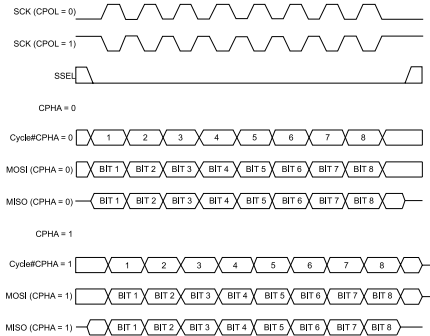 SCK (CPOL = 0)
SCK (CPOL = 1)
SSEL
CPHA = 0
Cycle#CPHA = 0 1 2 3 4 5 6 7 8
MOSI (CPHA = 0) BIT 1 BIT 2 BIT 3 BIT 4 BIT 5 BIT 6 BIT 7 BIT 8
MISO (CPHA = 0) BIT 1 BIT 2 BIT 3 BIT 4 BIT 5 BIT 6 BIT 7 BIT 8
CPHA = 1
Cycle#CPHA = 1 1 2 3 4 5 6 7 8
MOSI (CPHA = 1) BIT 1 BIT 2 BIT 3 BIT 4 BIT 5 BIT 6 BIT 7 BIT 8
MISO (CPHA = 1) BIT 1 BIT 2 BIT 3 BIT 4 BIT 5 BIT 6 BIT 7 BIT 8